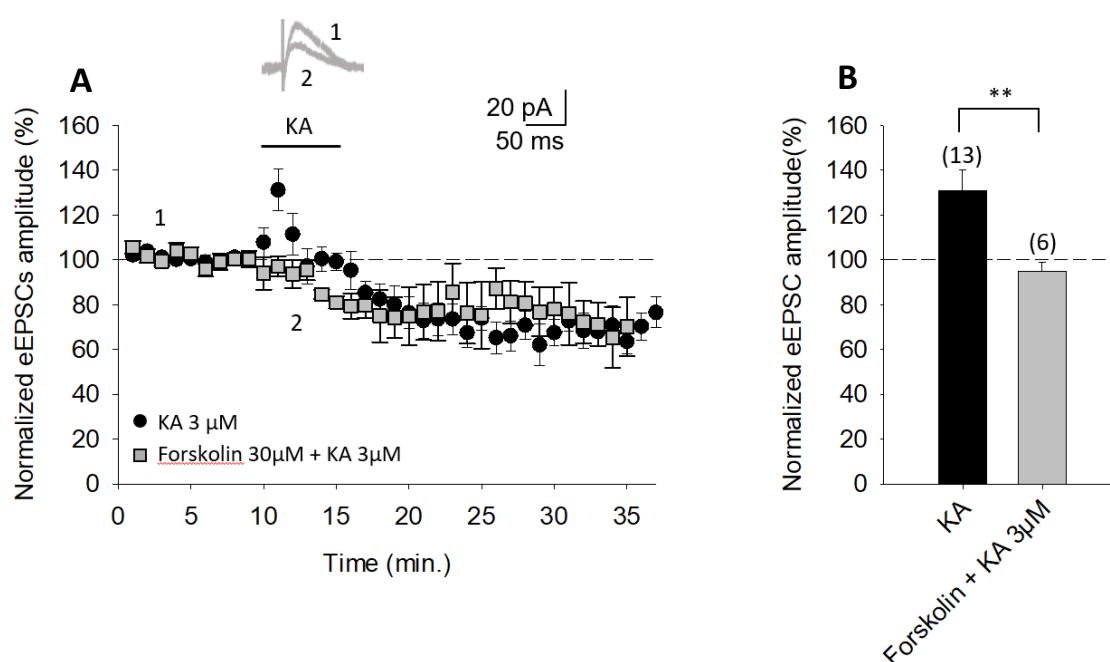 1
2
A
20 pA
50 ms
KA
Normalized eEPSCs amplitude (%)
160
140
120
100
80
60
40
20
0
1
2
KA 3 µM
Forskolin 30µM + KA 3µM
0 5 10 15 20 25 30 35
Time (min.)
B
**
(13)
(6)
Normalized eEPSC amplitude(%)
160
140
120
100
80
60
40
20
0
KA
Forskolin + KA 3µM